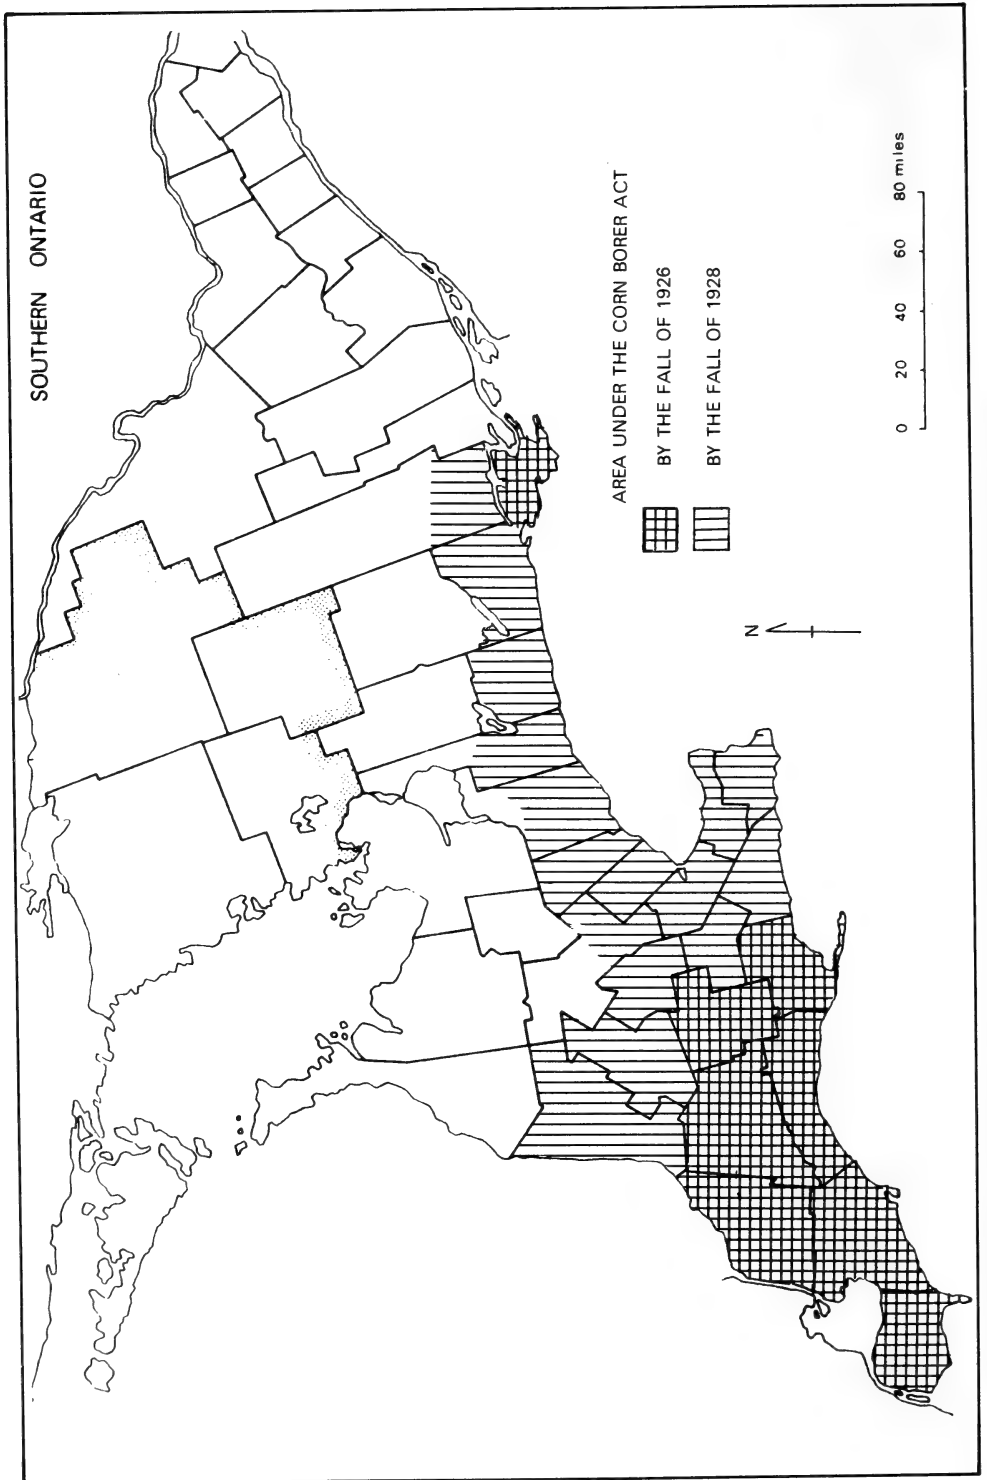 SOUTHERN ONTARIO
AREA UNDER THE CORN BORER ACT
BY THE FALL OF 1926
BY THE FALL OF 1928
N
0 20 40 60 80 miles